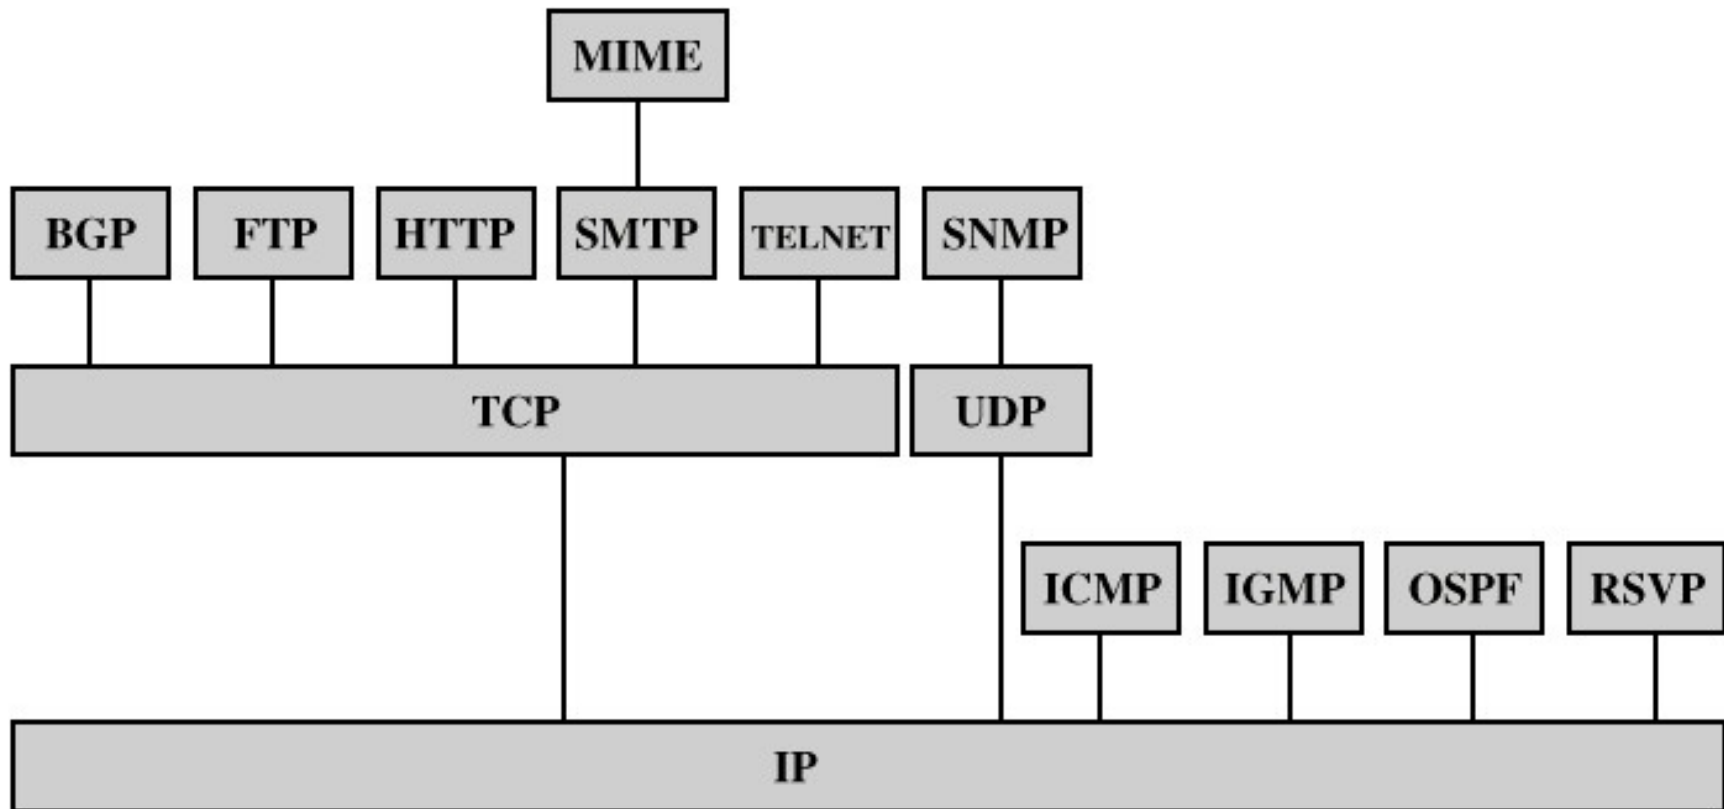 MIME
BGP FTP HTTP SMTP TELNET SNMP
TCP UDP
ICMP IGMP OSPF RSVP
IP